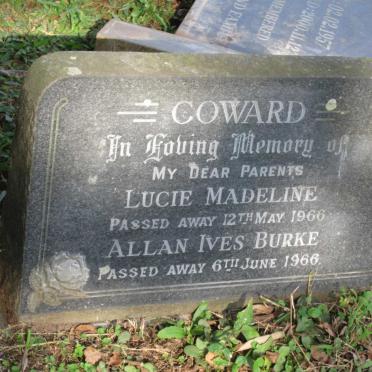 COWARD
In Loving Memory of
MY DEAR PARENTS
LUCIE MADELINE
PASSED AWAY 12TH MAY 1966
ALLAN IVES BURKE
PASSED AWAY 6TH JUNE 1966.